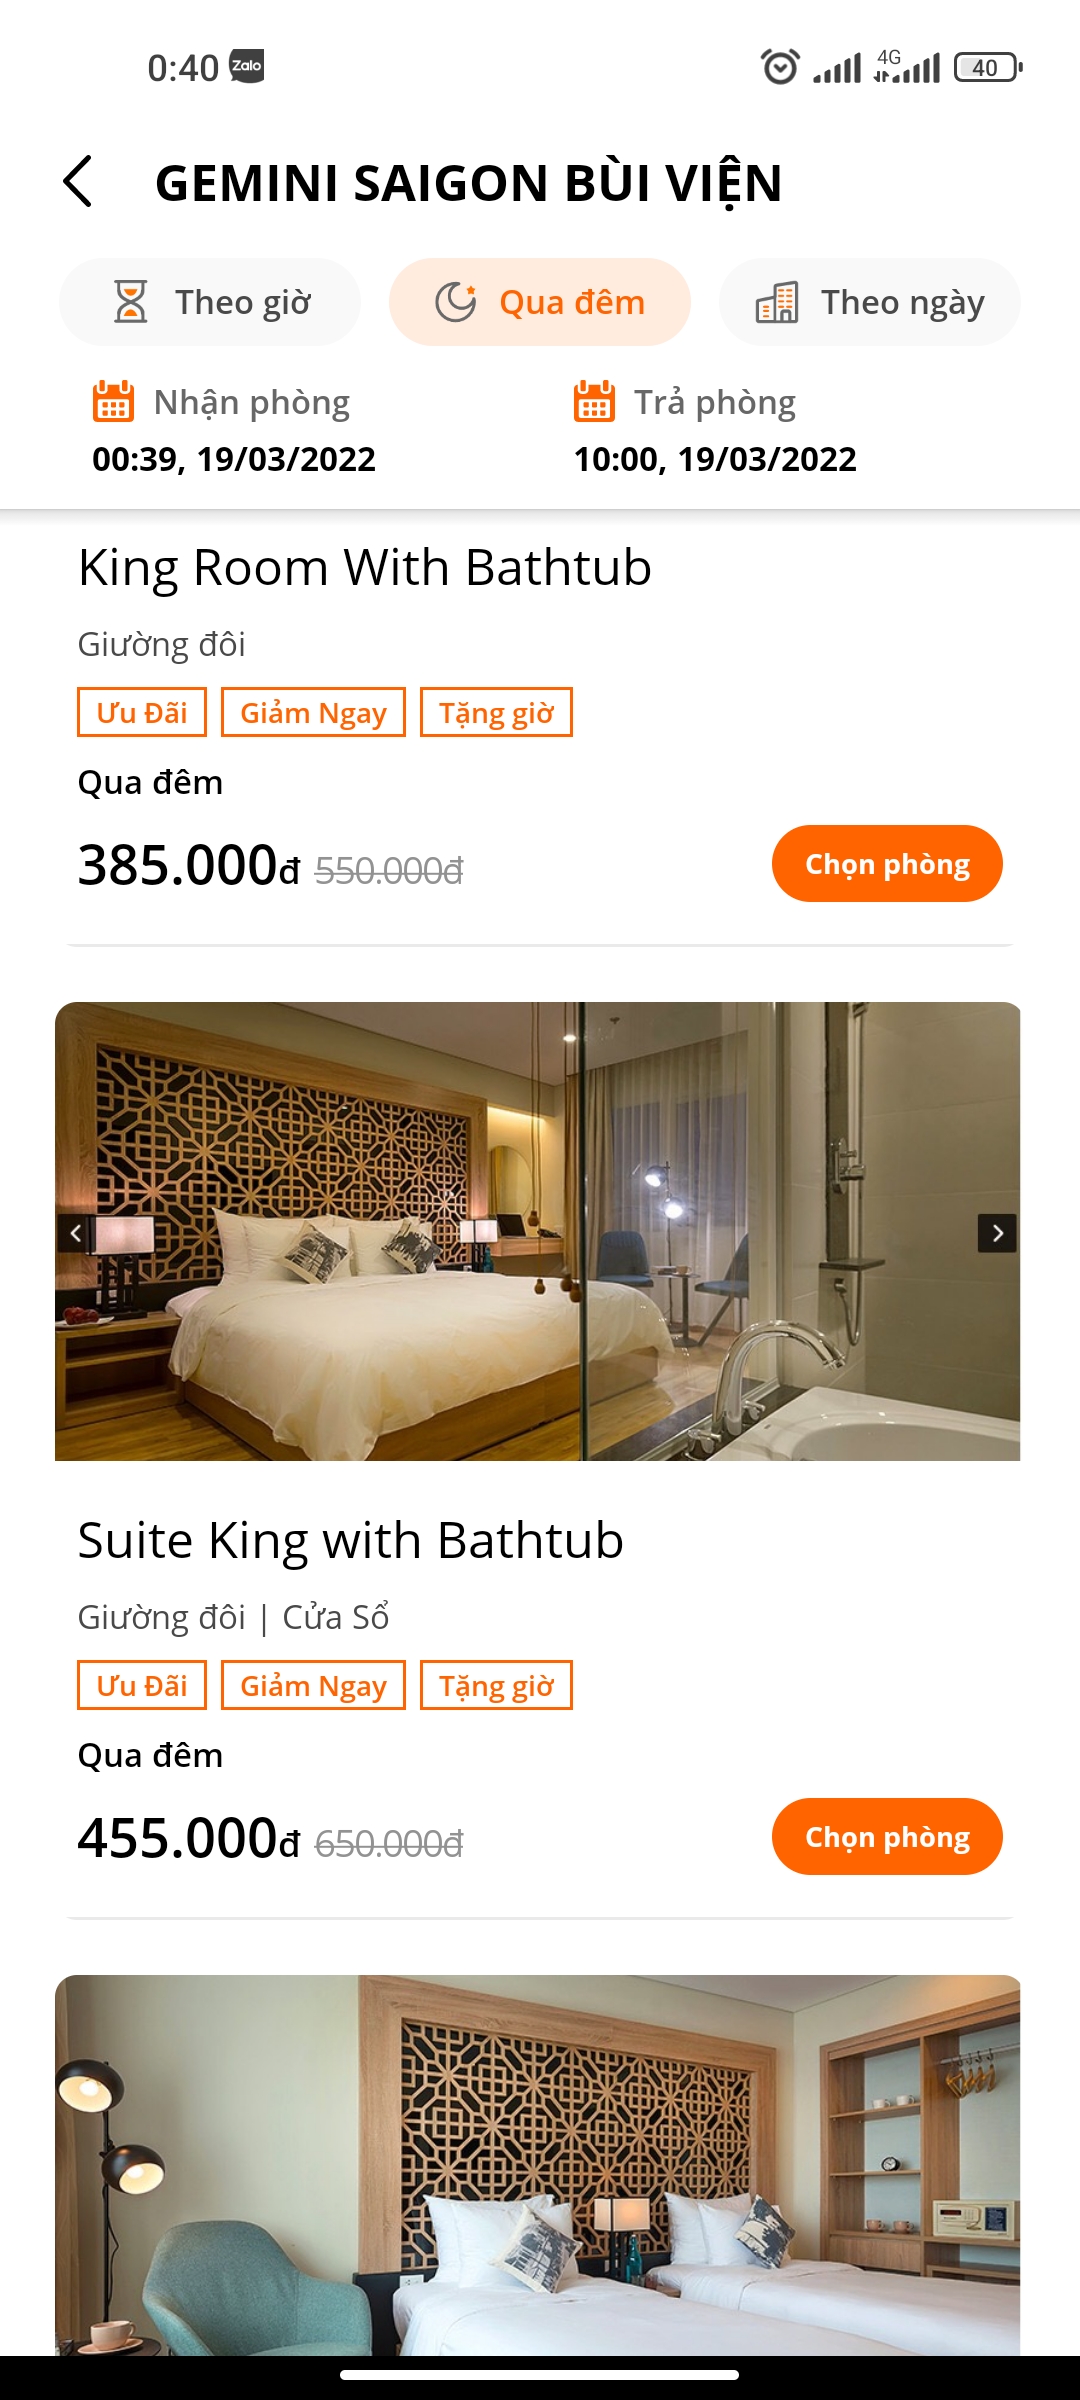 0:40 Zalo 4G 40
GEMINI SAIGON BÙI VIỆN
Theo giờ Qua đêm Theo ngày
Nhận phòng Trả phòng
00:39, 19/03/2022 10:00, 19/03/2022
King Room With Bathtub
Giường đôi
Ưu Đãi Giảm Ngay Tặng giờ
Qua đêm
385.000đ 550.000đ Chọn phòng
Suite King with Bathtub
Giường đôi | Cửa Sổ
Ưu Đãi Giảm Ngay Tặng giờ
Qua đêm
455.000đ 650.000đ Chọn phòng